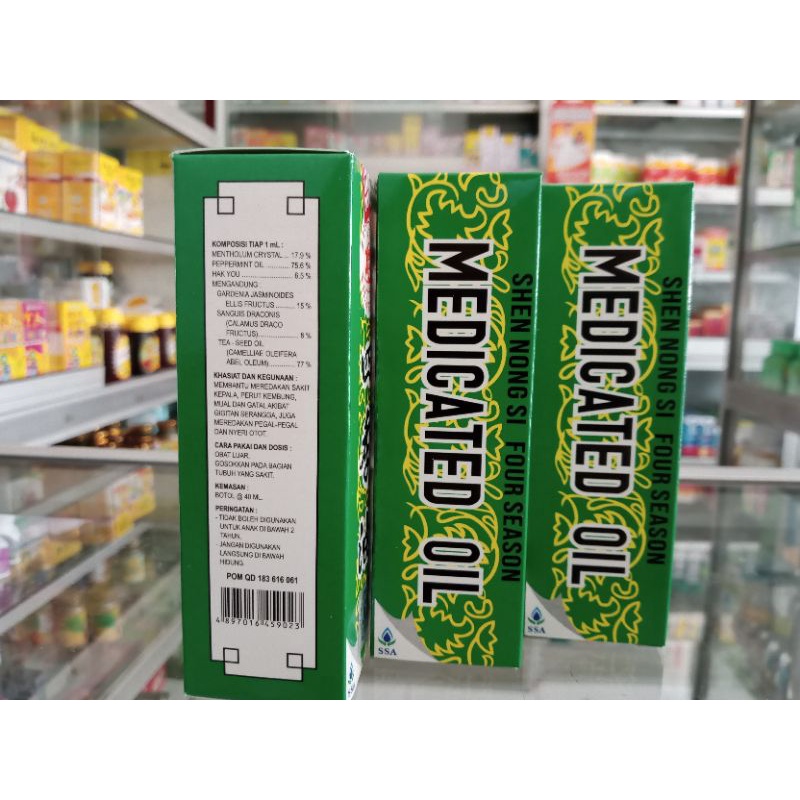 KOMPOSISI TIAP 1 mL :
MENTHOLUM CRYSTAL ... 17,9 %
PEPPERMINT OIL ........ 75,6 %
HAK YOU ........ 6,5 %
MENGANDUNG :
GARDENIA JASMINOIDES
ELLIS FRUCTUS ........ 15 %
SANGUIS DRACONIS
(CALAMUS DRACO
FRUCTUS) ........ 8 %
TEA - SEED OIL
(CAMELLIAE OLEIFERA
ABEL OLEUM) ........ 77 %
KHASIAT DAN KEGUNAAN :
MEMBANTU MEREDAKAN SAKIT
KEPALA, PERUT KEMBUNG,
MUAL DAN GATAL AKIBAT
GIGITAN SERANGGA, JUGA
MEREDAKAN PEGAL-PEGAL
DAN NYERI OTOT.
CARA PAKAI DAN DOSIS :
OBAT LUAR.
GOSOKKAN PADA BAGIAN
TUBUH YANG SAKIT.
KEMASAN :
BOTOL @ 40 ML.
PERINGATAN :
- TIDAK BOLEH DIGUNAKAN
UNTUK ANAK DI BAWAH 2
TAHUN.
- JANGAN DIGUNAKAN
LANGSUNG DI BAWAH
HIDUNG.
POM QD 183 616 061
4 897016 459023
SHEN NONG SI FOUR SEASON
MEDICATED OIL
SSA
SHEN NONG SI FOUR SEASON
MEDICATED OIL
SSA